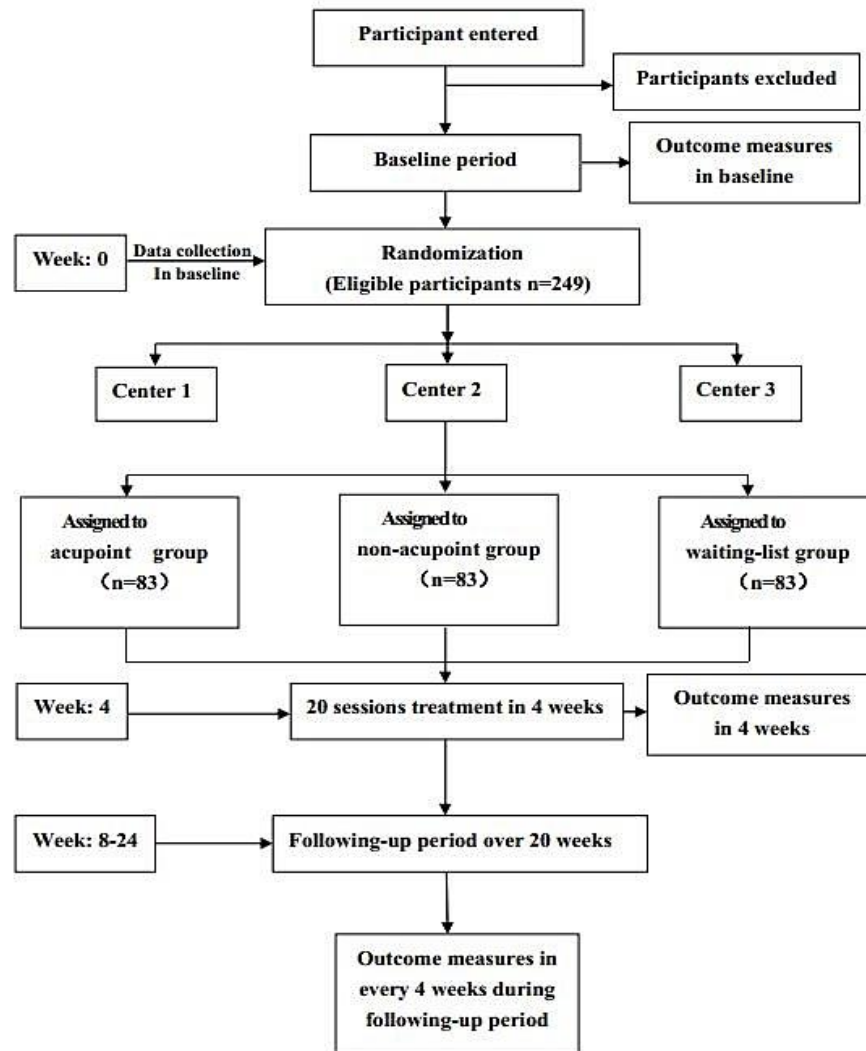 Participant entered
Participants excluded
Baseline period
Outcome measures
in baseline
Week: 0
Data collection
In baseline
Randomization
(Eligible participants n=249)
Center 1
Center 2
Center 3
Assigned to
acupoint group
（n=83）
Assigned to
non-acupoint group
（n=83）
Assigned to
waiting-list group
（n=83）
Week: 4
20 sessions treatment in 4 weeks
Outcome measures
in 4 weeks
Week: 8-24
Following-up period over 20 weeks
Outcome measures in
every 4 weeks during
following-up period